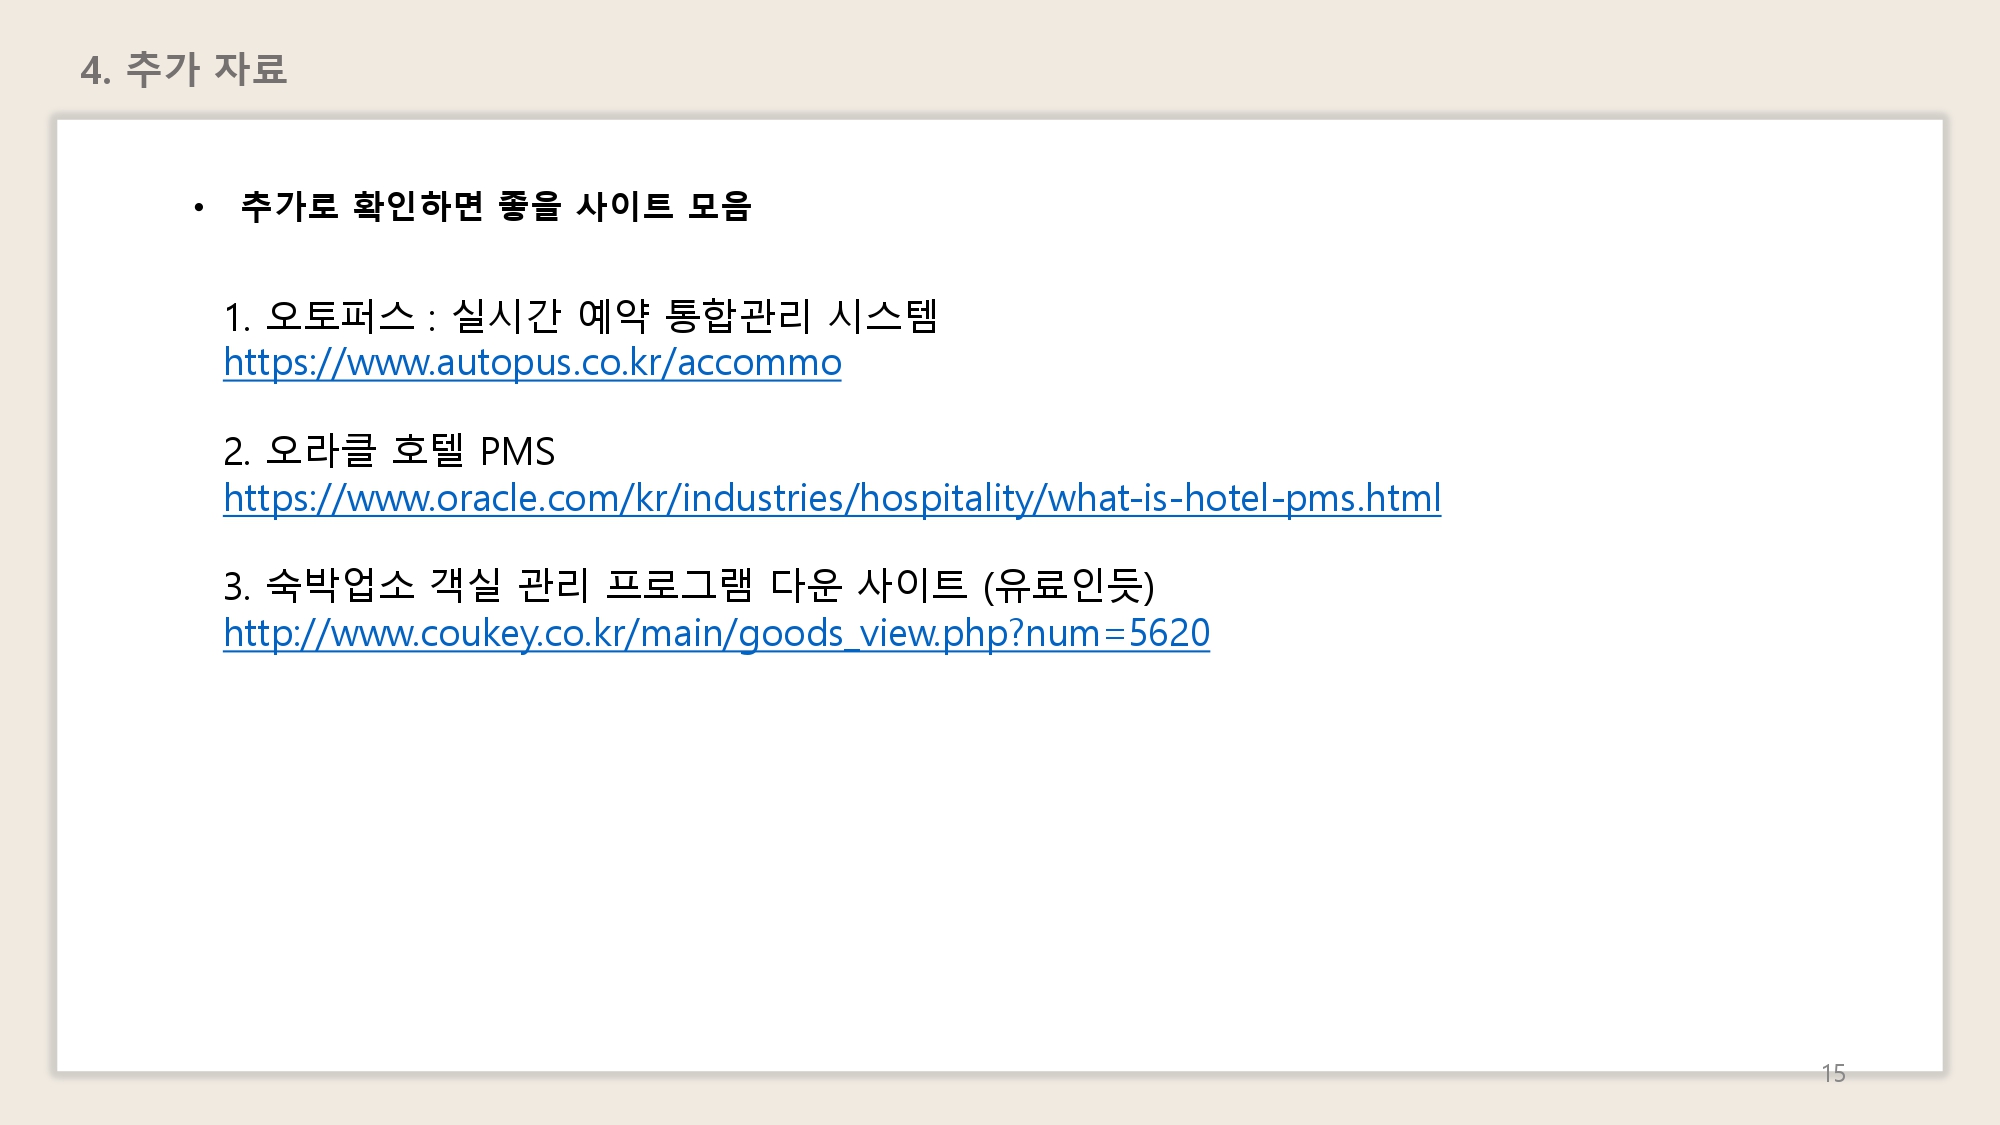 4. 추가 자료
• 추가로 확인하면 좋을 사이트 모음
1. 오토퍼스 : 실시간 예약 통합관리 시스템
https://www.autopus.co.kr/accommo
2. 오라클 호텔 PMS
https://www.oracle.com/kr/industries/hospitality/what-is-hotel-pms.html
3. 숙박업소 객실 관리 프로그램 다운 사이트 (유료인듯)
http://www.coukey.co.kr/main/goods_view.php?num=5620
15